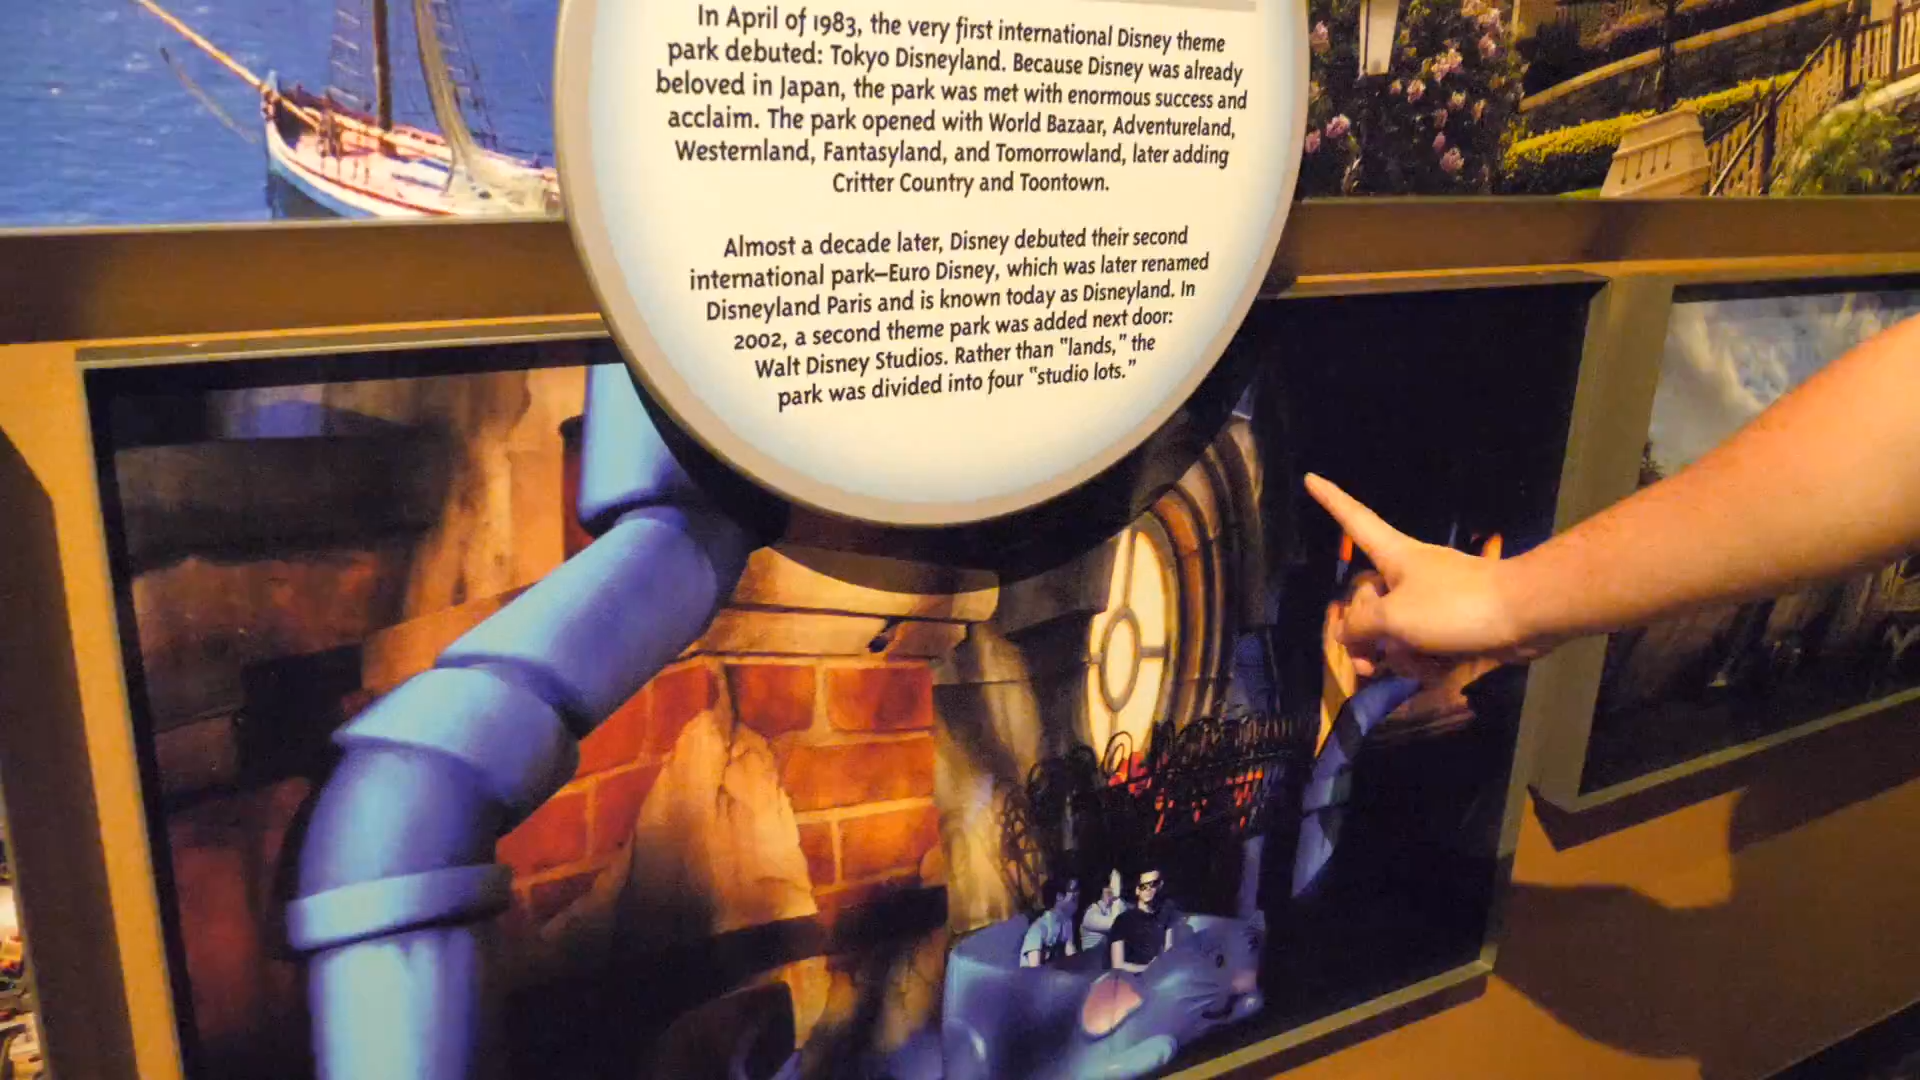 In April of 1983, the very first international Disney theme
park debuted: Tokyo Disneyland. Because Disney was already
beloved in Japan, the park was met with enormous success and
acclaim. The park opened with World Bazaar, Adventureland,
Westernland, Fantasyland, and Tomorrowland, later adding
Critter Country and Toontown.
Almost a decade later, Disney debuted their second
international park—Euro Disney, which was later renamed
Disneyland Paris and is known today as Disneyland. In
2002, a second theme park was added next door:
Walt Disney Studios. Rather than "lands," the
park was divided into four "studio lots."